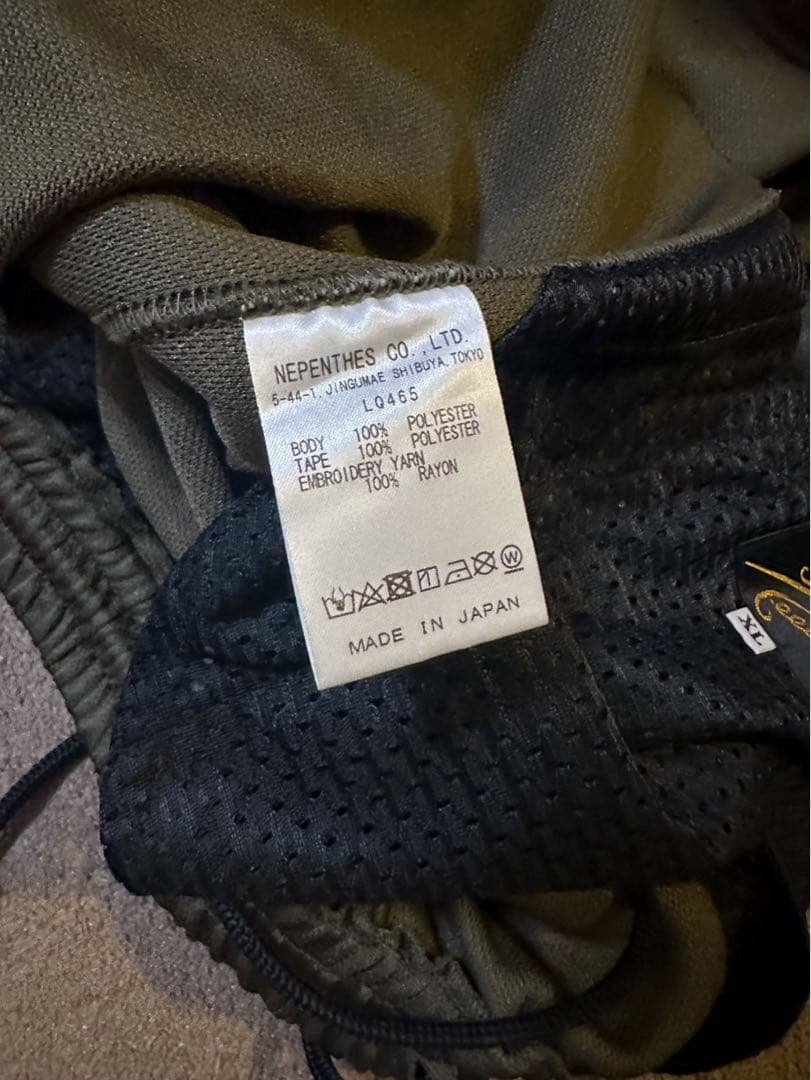 NEPENTHES CO.,LTD.
5-44-1, JINGUMAE SHIBUYA, TOKYO
LQ465
BODY 100% POLYESTER
TAPE 100% POLYESTER
EMBROIDERY YARN
100% RAYON
W
MADE IN JAPAN
XL